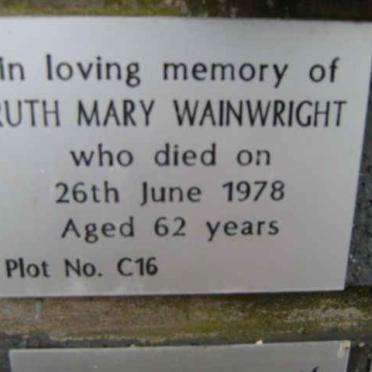 In loving memory of
RUTH MARY WAINWRIGHT
who died on
26th June 1978
Aged 62 years
Plot No. C16